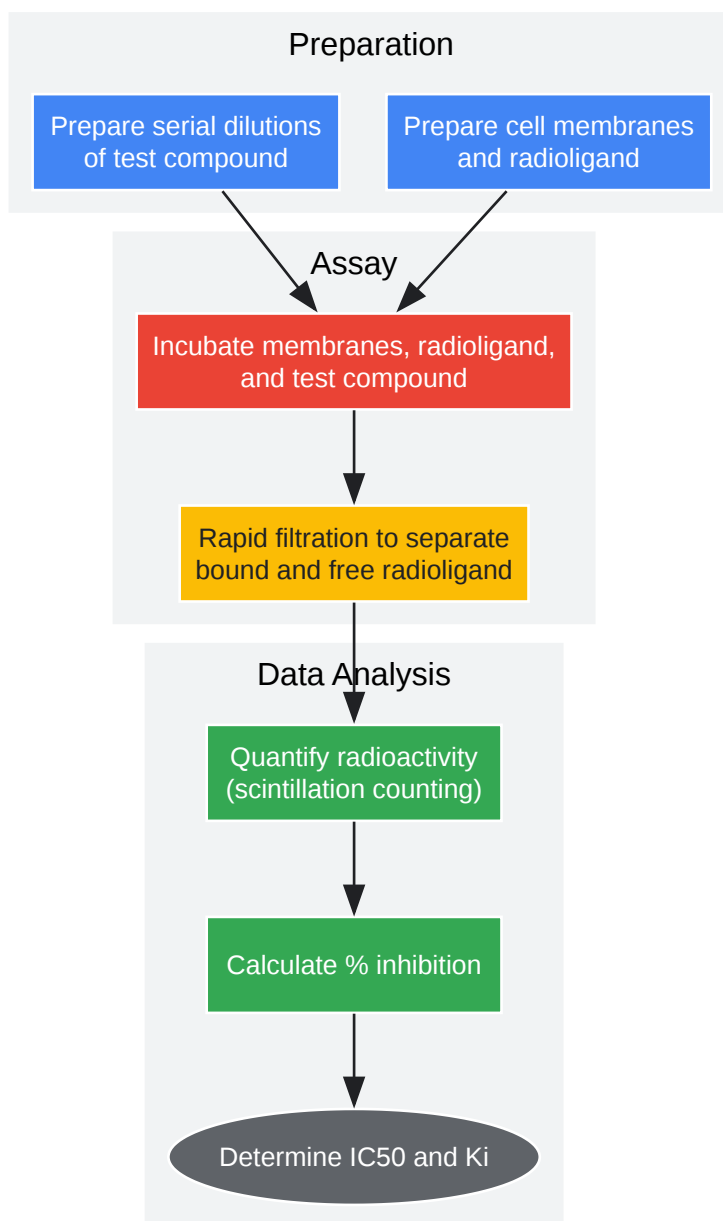 Preparation
Prepare serial dilutions
of test compound
Prepare cell membranes
and radioligand
Assay
Incubate membranes, radioligand,
and test compound
Rapid filtration to separate
bound and free radioligand
Data Analysis
Quantify radioactivity
(scintillation counting)
Calculate % inhibition
Determine IC50 and Ki